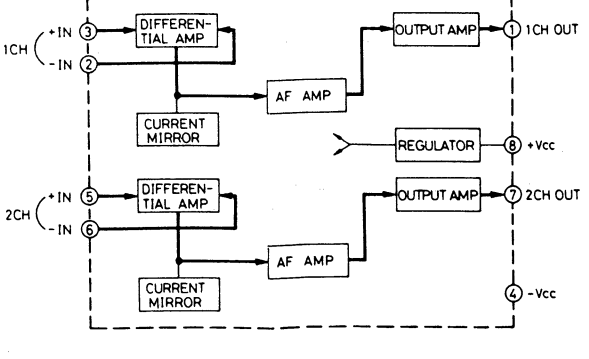 DIFFEREN-
TIAL AMP
OUTPUT AMP
1 1CH OUT
1CH
+IN 3
-IN 2
AF AMP
CURRENT
MIRROR
REGULATOR
8 +Vcc
2CH
+IN 5
-IN 6
DIFFEREN-
TIAL AMP
OUTPUT AMP
7 2CH OUT
AF AMP
CURRENT
MIRROR
4 -Vcc